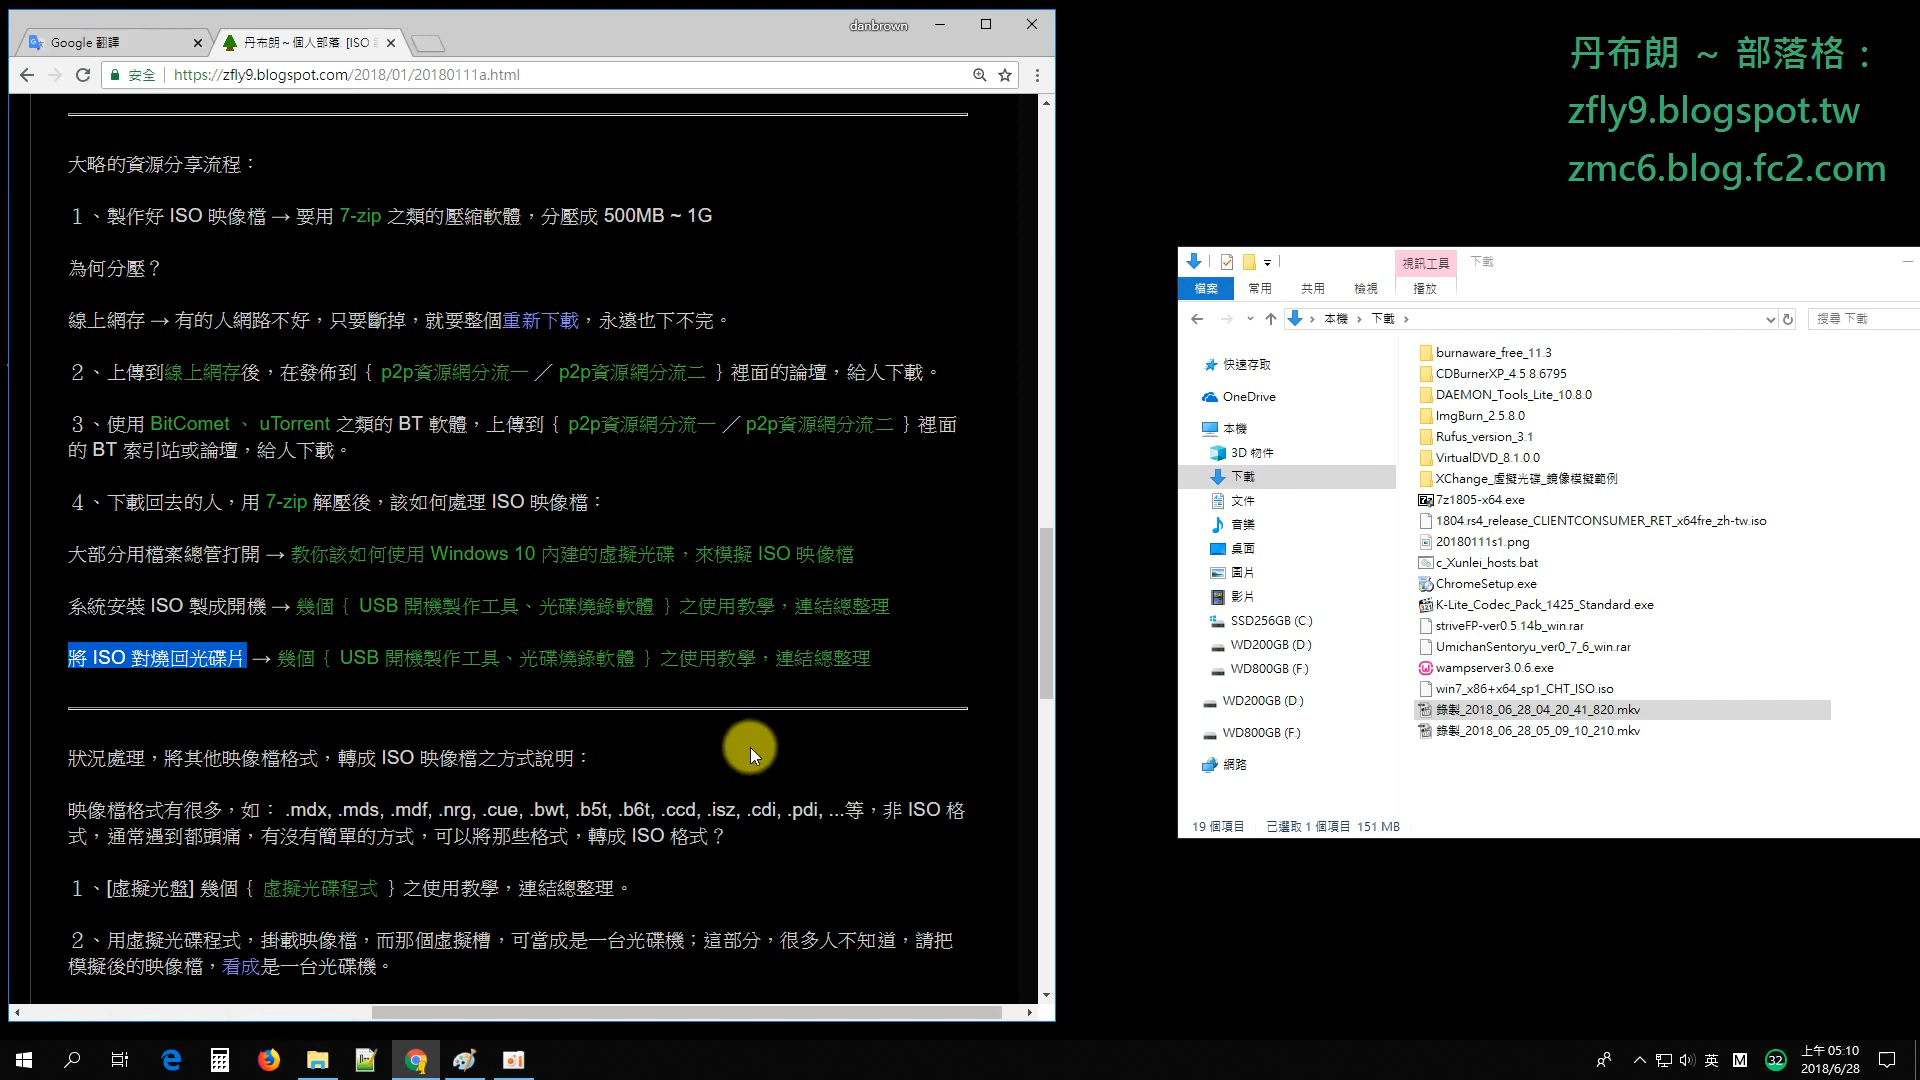 danbrown
Google 翻譯
丹布朗～個人部落: [ISO
安全
https://zfly9.blogspot.com/2018/01/20180111a.html
大略的資源分享流程：
１、製作好 ISO 映像檔 → 要用 7-zip 之類的壓縮軟體，分壓成 500MB ~ 1G
為何分壓？
線上網存 → 有的人網路不好，只要斷掉，就要整個重新下載，永遠也下不完。
２、上傳到線上網存後，在發佈到﹛ p2p資源網分流一 ／ p2p資源網分流二 ﹜裡面的論壇，給人下載。
３、使用 BitComet 、 uTorrent 之類的 BT 軟體，上傳到﹛ p2p資源網分流一 ／ p2p資源網分流二 ﹜裡面
的 BT 索引站或論壇，給人下載。
４、下載回去的人，用 7-zip 解壓後，該如何處理 ISO 映像檔：
大部分用檔案總管打開 → 教你該如何使用 Windows 10 內建的虛擬光碟，來模擬 ISO 映像檔
系統安裝 ISO 製成開機 → 幾個﹛ USB 開機製作工具、光碟燒錄軟體 ﹜之使用教學，連結總整理
將 ISO 對燒回光碟片 → 幾個﹛ USB 開機製作工具、光碟燒錄軟體 ﹜之使用教學，連結總整理
狀況處理，將其他映像檔格式，轉成 ISO 映像檔之方式說明：
映像檔格式有很多，如： .mdx, .mds, .mdf, .nrg, .cue, .bwt, .b5t, .b6t, .ccd, .isz, .cdi, .pdi, ...等，非 ISO 格
式，通常遇到都頭痛，有沒有簡單的方式，可以將那些格式，轉成 ISO 格式？
１、[虛擬光盤] 幾個﹛ 虛擬光碟程式 ﹜之使用教學，連結總整理。
２、用虛擬光碟程式，掛載映像檔，而那個虛擬槽，可當成是一台光碟機；這部分，很多人不知道，請把
模擬後的映像檔，看成是一台光碟機。
丹布朗 ～ 部落格：
zfly9.blogspot.tw
zmc6.blog.fc2.com
視訊工具
下載
檔案
常用
共用
檢視
播放
本機
下載
搜尋 下載
快速存取
OneDrive
本機
3D 物件
下載
文件
音樂
桌面
圖片
影片
SSD256GB (C:)
WD200GB (D:)
WD800GB (F:)
WD200GB (D:)
WD800GB (F:)
網路
burnaware_free_11.3
CDBurnerXP_4.5.8.6795
DAEMON_Tools_Lite_10.8.0
ImgBurn_2.5.8.0
Rufus_version_3.1
VirtualDVD_8.1.0.0
XChange_虛擬光碟_鏡像模擬範例
7z1805-x64.exe
1804.rs4_release_CLIENTCONSUMER_RET_x64fre_zh-tw.iso
20180111s1.png
c_Xunlei_hosts.bat
ChromeSetup.exe
K-Lite_Codec_Pack_1425_Standard.exe
striveFP-ver0.5.14b_win.rar
UmichanSentoryu_ver0_7_6_win.rar
wampserver3.0.6.exe
win7_x86+x64_sp1_CHT_ISO.iso
錄製_2018_06_28_04_20_41_820.mkv
錄製_2018_06_28_05_09_10_210.mkv
19 個項目
已選取 1 個項目 151 MB
英
M
32
上午 05:10
2018/6/28